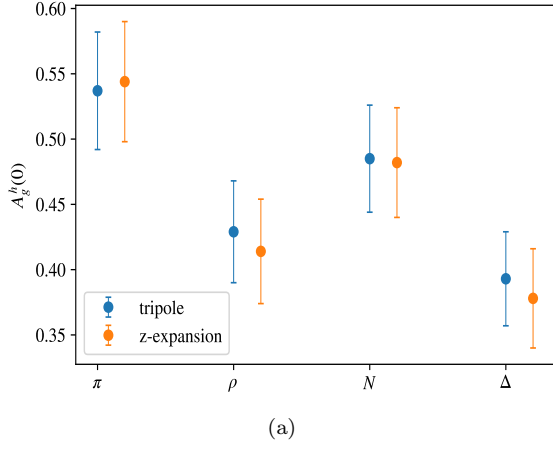 0.60
0.55
0.50
0.45
0.40
0.35
A_g^h(0)
tripole
z-expansion
π ρ N Δ
(a)